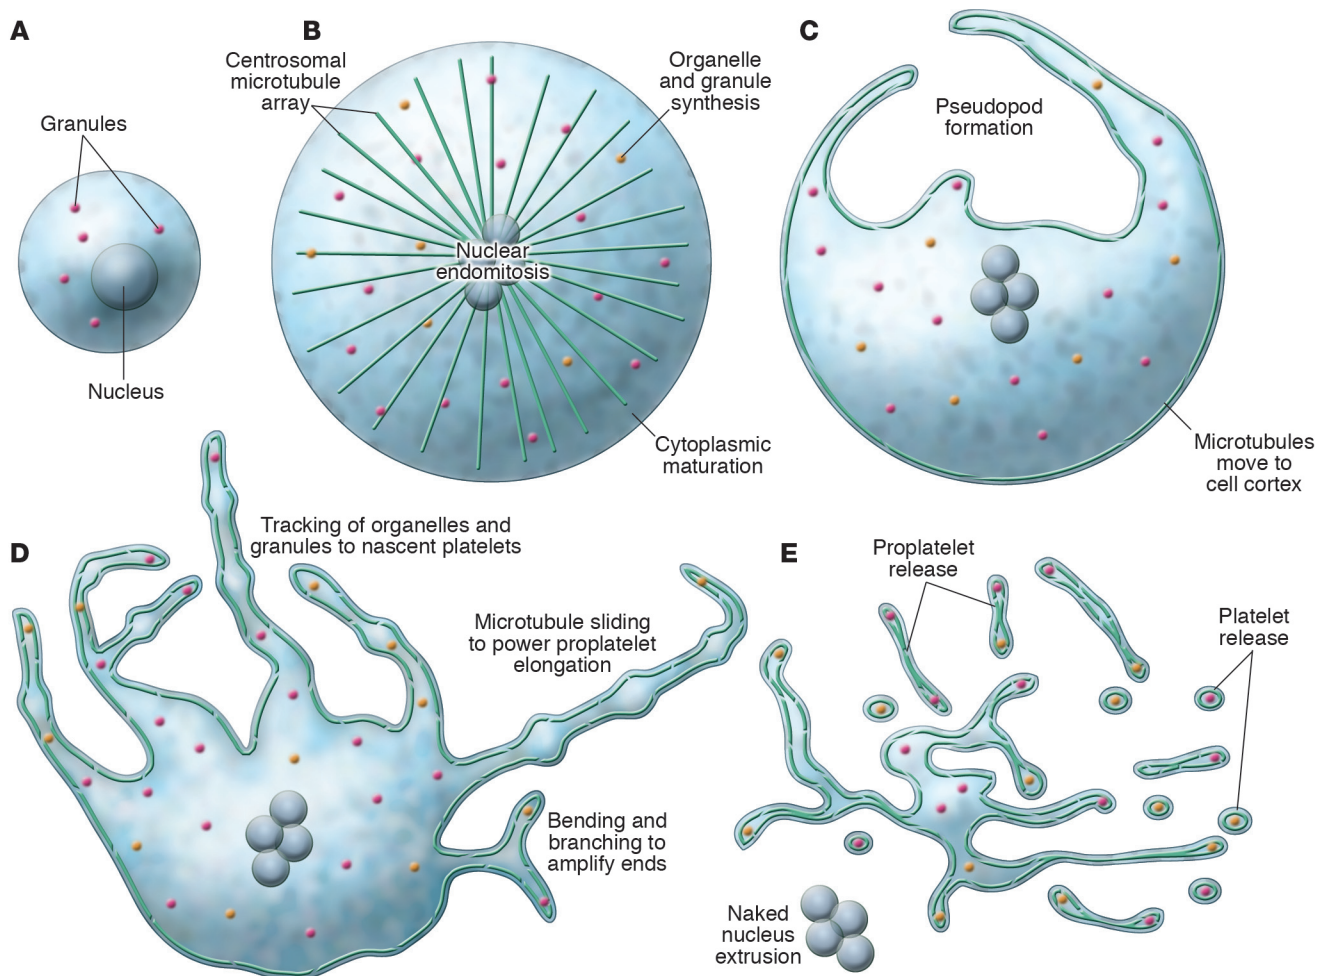 A
Granules
Nucleus
B
Centrosomal
microtubule
array
Organelle
and granule
synthesis
Nuclear
endomitosis
Cytoplasmic
maturation
C
Pseudopod
formation
Microtubules
move to
cell cortex
D
Tracking of organelles and
granules to nascent platelets
Microtubule sliding
to power proplatelet
elongation
Bending and
branching to
amplify ends
E
Proplatelet
release
Platelet
release
Naked
nucleus
extrusion